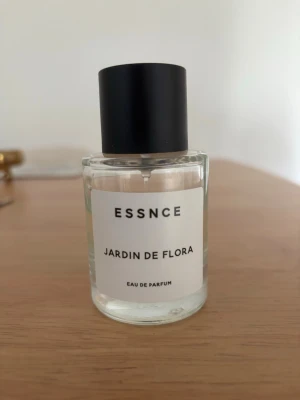 ESSNCE
JARDIN DE FLORA
EAU DE PARFUM